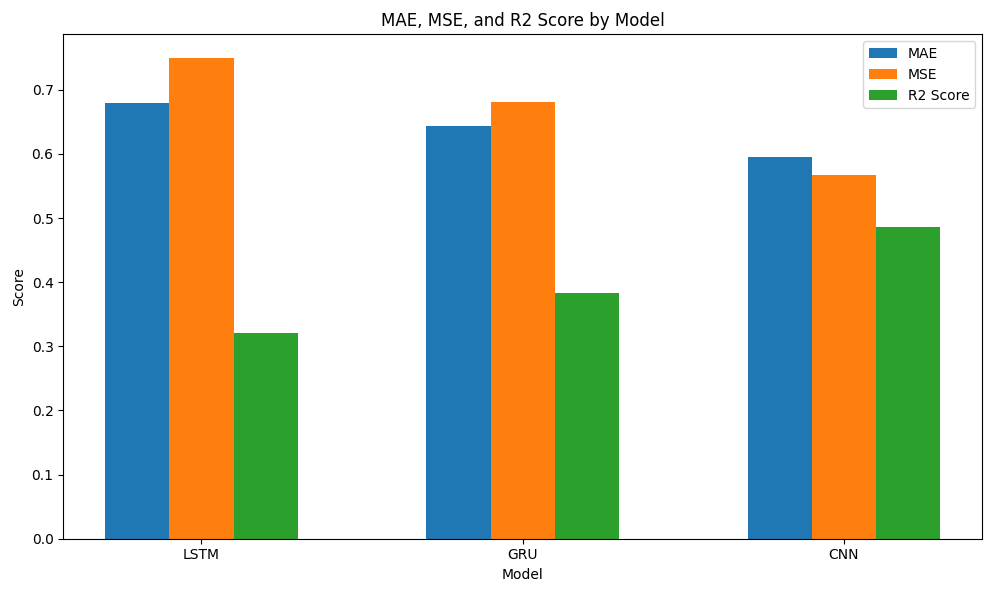 MAE, MSE, and R2 Score by Model
MAE
MSE
R2 Score
0.7
0.6
0.5
0.4
0.3
0.2
0.1
0.0
Score
LSTM
GRU
CNN
Model